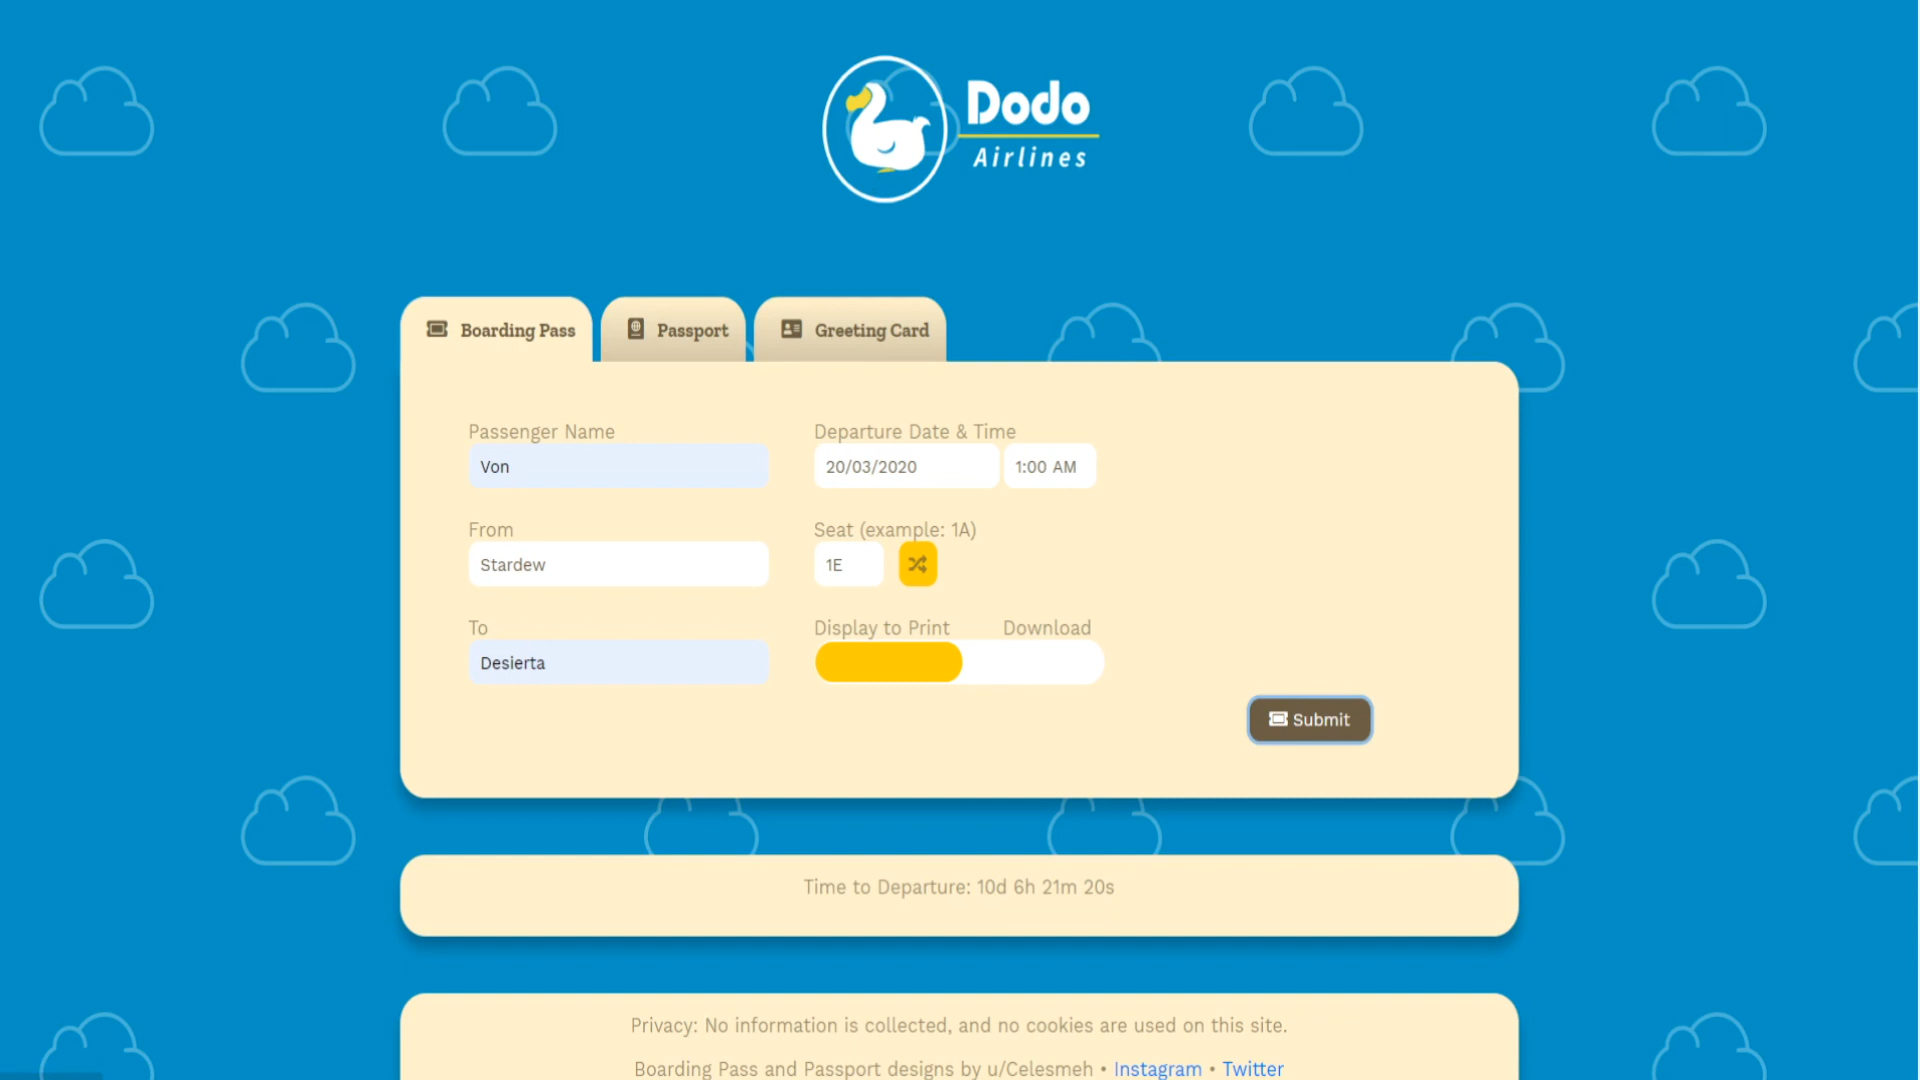 Dodo
Airlines
Boarding Pass
Passport
Greeting Card
Passenger Name
Von
Departure Date & Time
20/03/2020
1:00 AM
From
Stardew
Seat (example: 1A)
1E
To
Desierta
Display to Print
Download
Submit
Time to Departure: 10d 6h 21m 20s
Privacy: No information is collected, and no cookies are used on this site.
Boarding Pass and Passport designs by u/Celesmeh • Instagram • Twitter